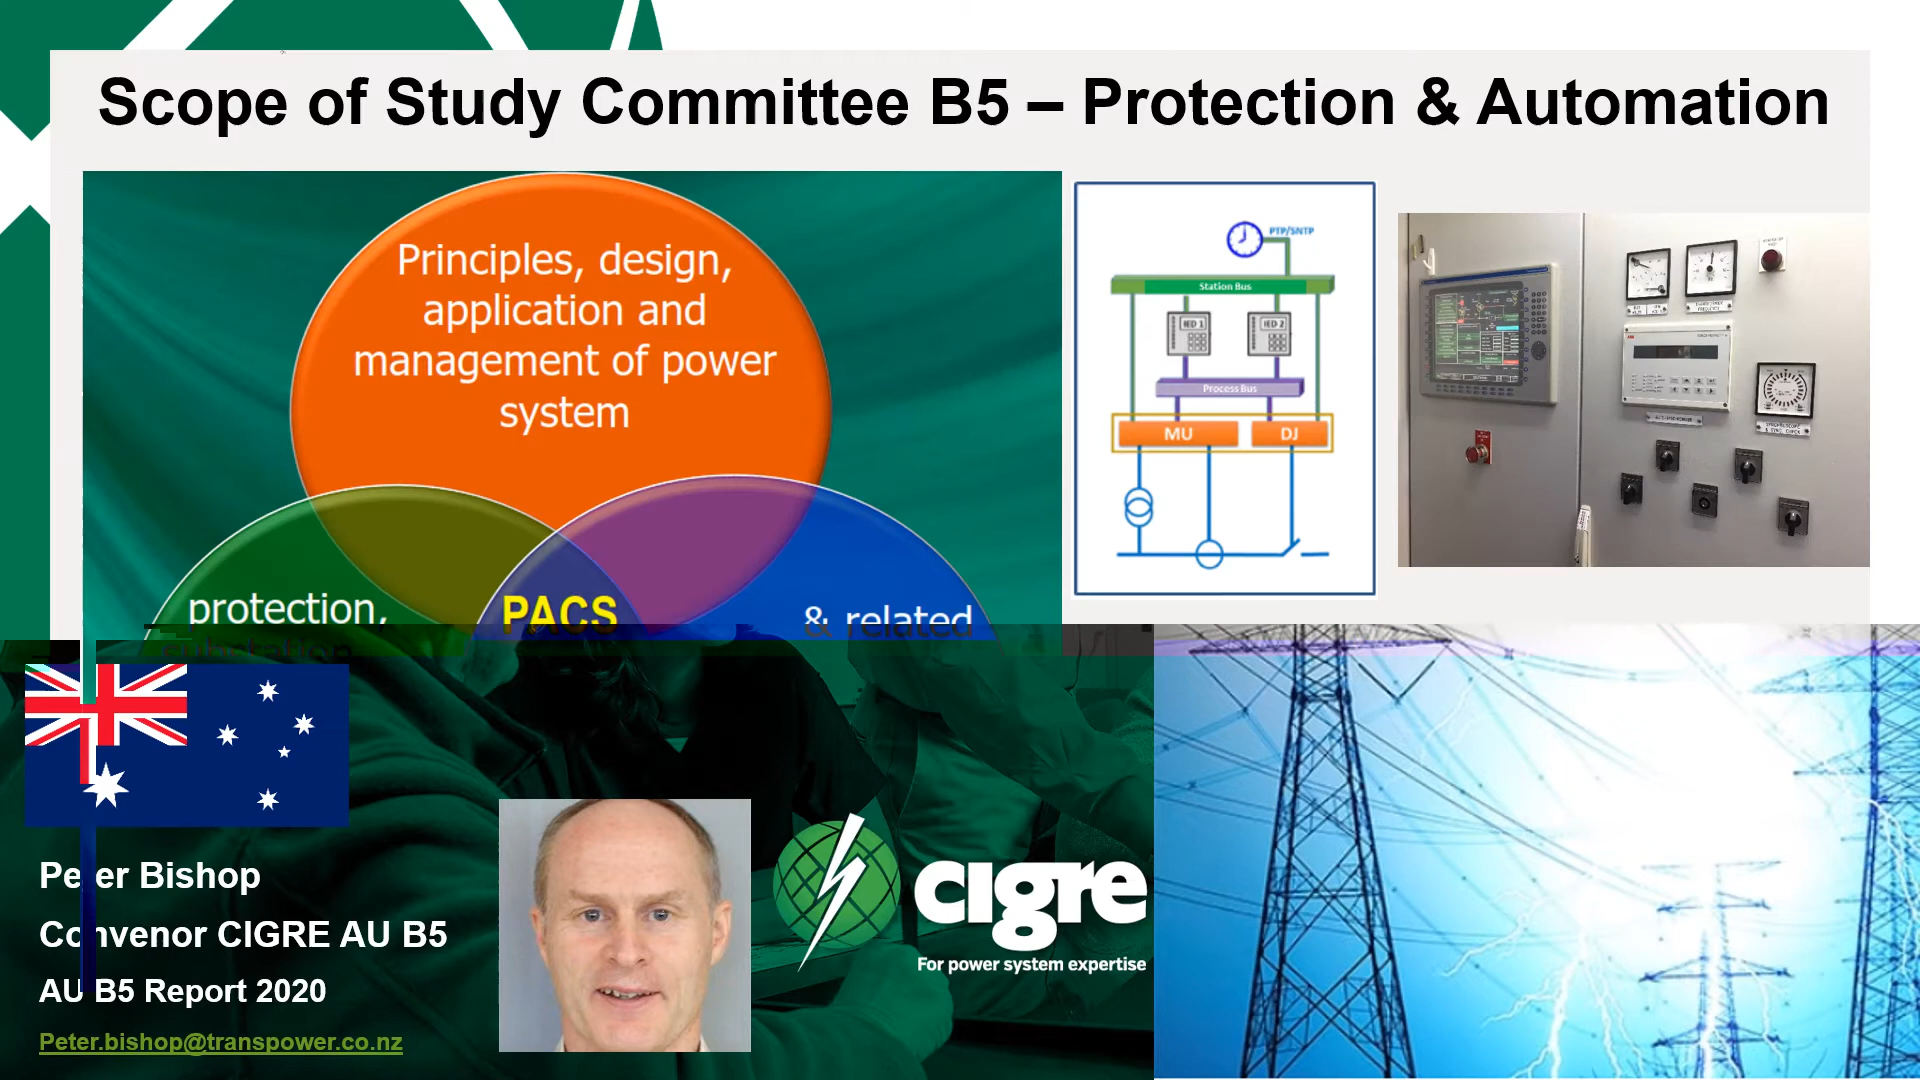 Scope of Study Committee B5 – Protection & Automation
Principles, design,
application and
management of power
system
protection,
PACS
& related
PTP/SNTP
Station Bus
IED 1
IED 2
Process Bus
MU
DJ
Peter Bishop
Convenor CIGRE AU B5
AU B5 Report 2020
Peter.bishop@transpower.co.nz
cigre
For power system expertise